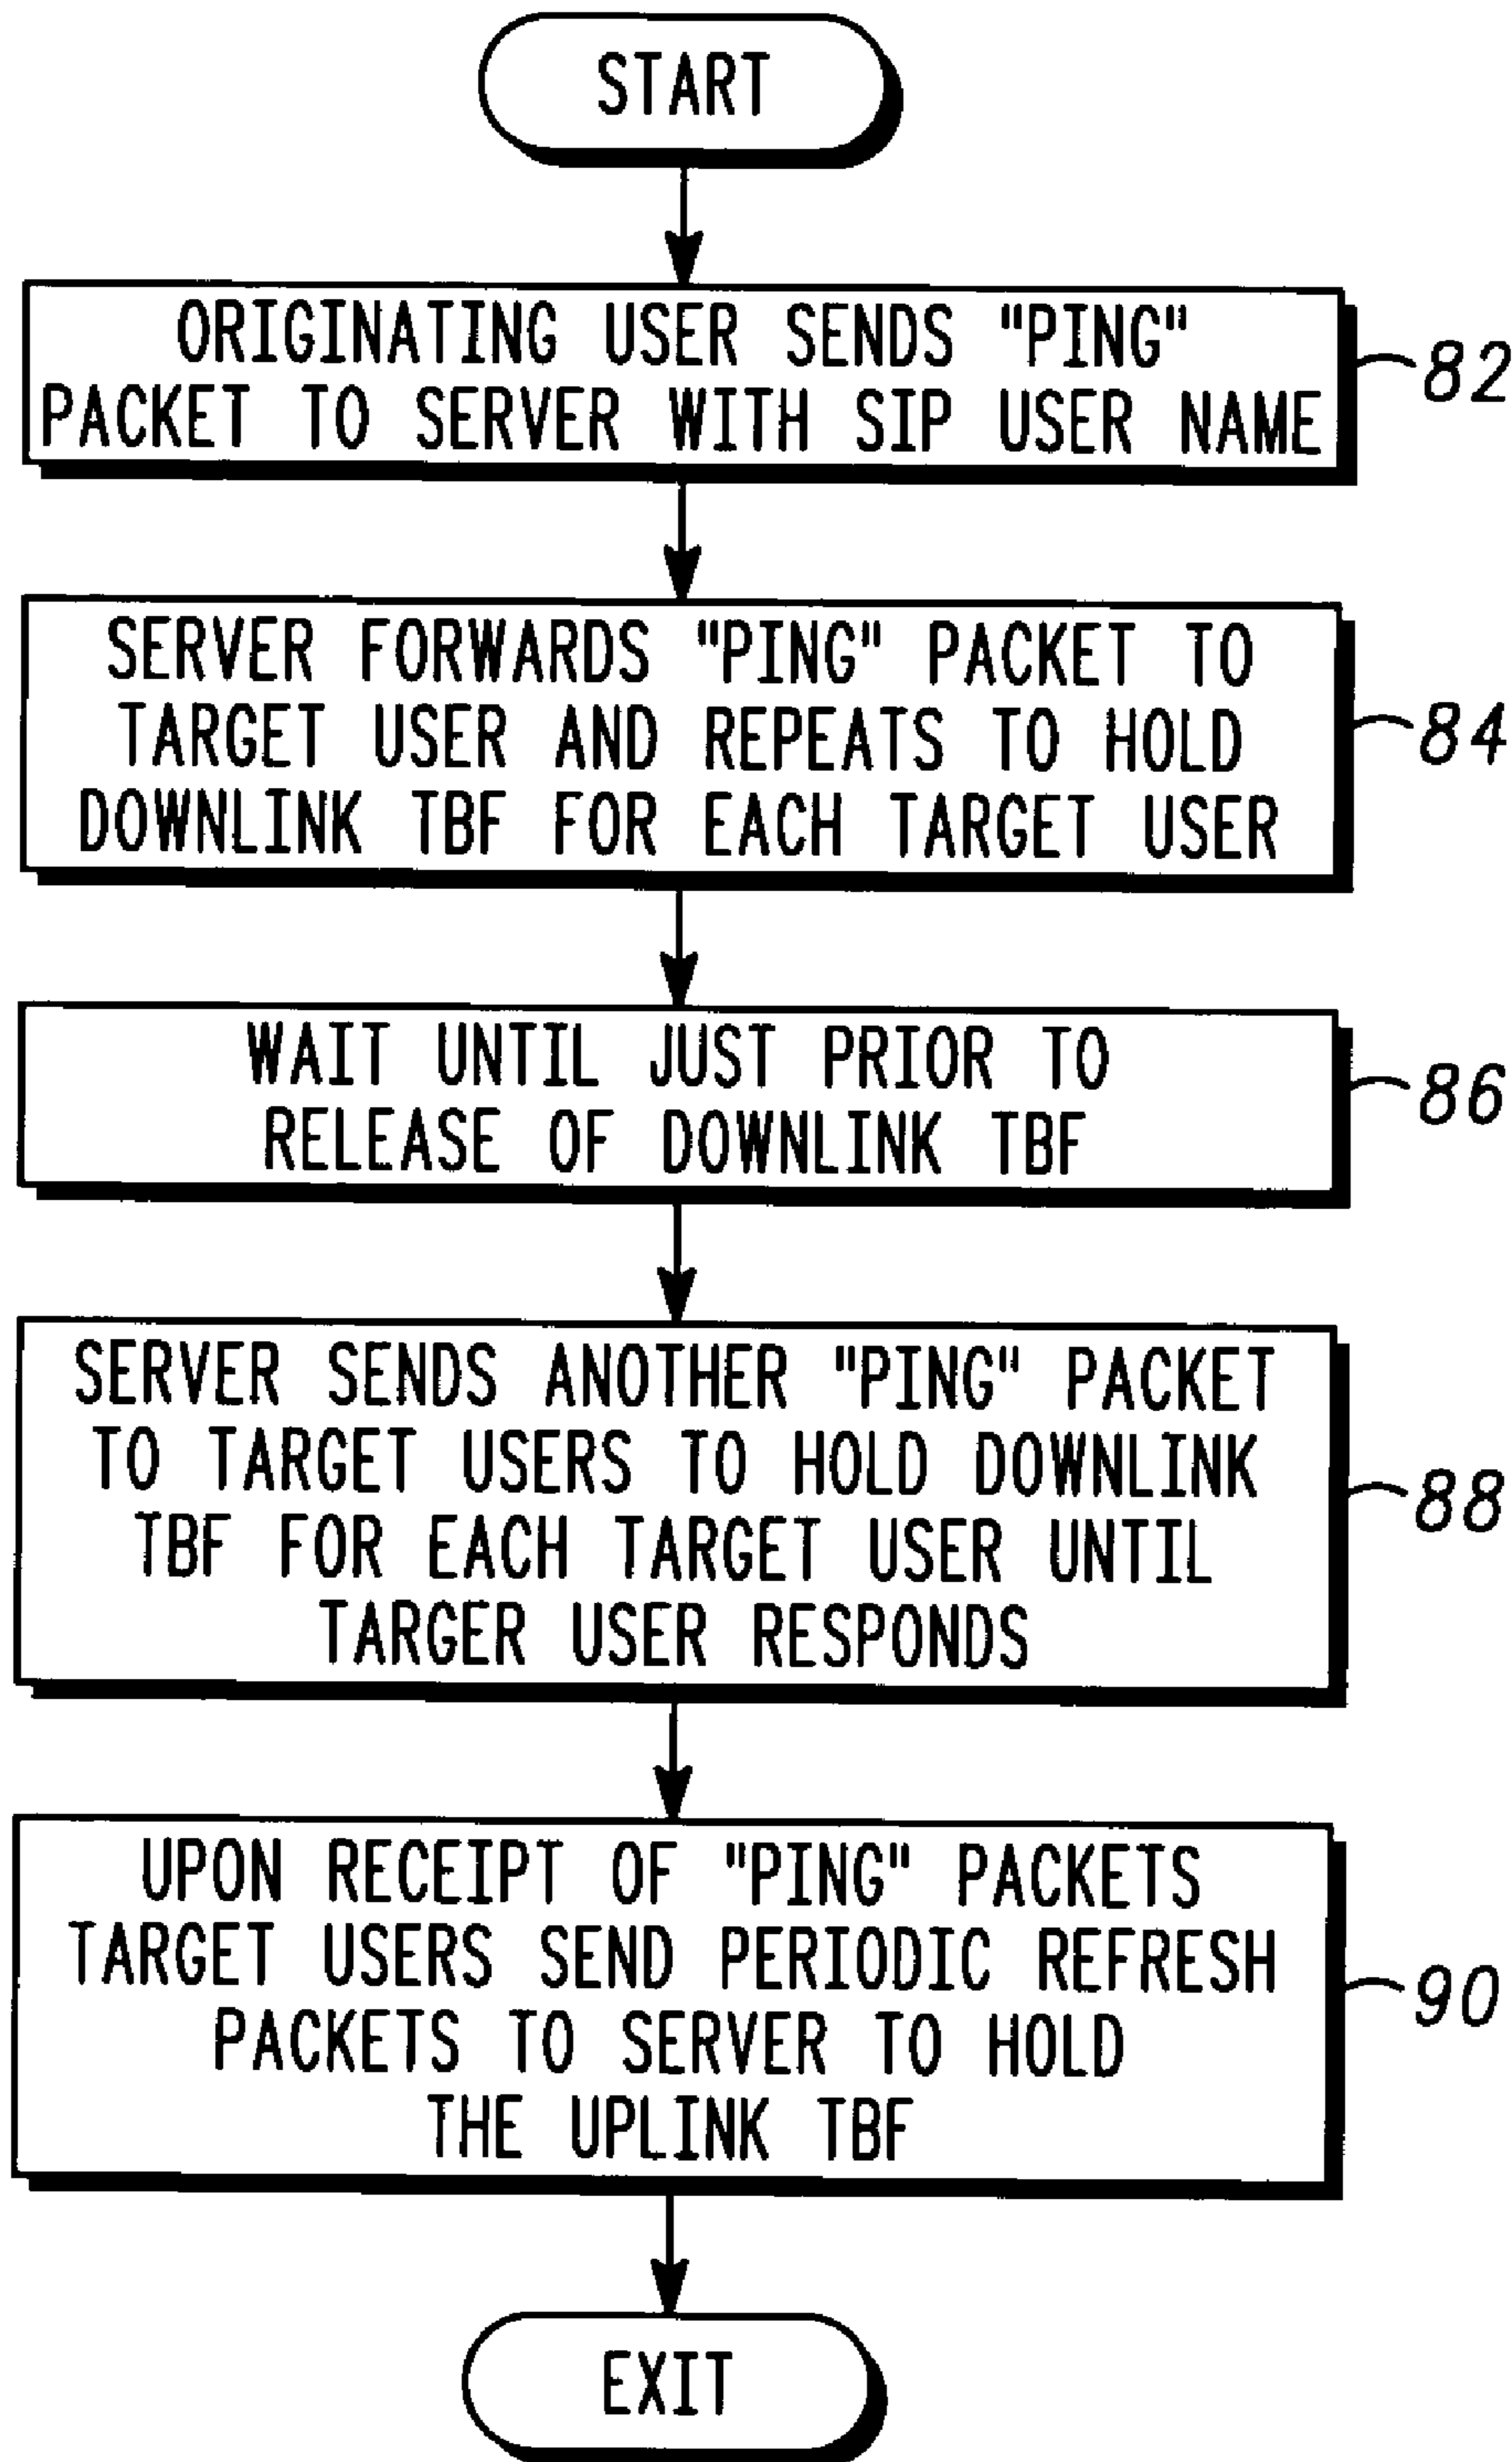 START
ORIGINATING USER SENDS "PING"
PACKET TO SERVER WITH SIP USER NAME
82
SERVER FORWARDS "PING" PACKET TO
TARGET USER AND REPEATS TO HOLD
DOWNLINK TBF FOR EACH TARGET USER
84
WAIT UNTIL JUST PRIOR TO
RELEASE OF DOWNLINK TBF
86
SERVER SENDS ANOTHER "PING" PACKET
TO TARGET USERS TO HOLD DOWNLINK
TBF FOR EACH TARGET USER UNTIL
TARGER USER RESPONDS
88
UPON RECEIPT OF "PING" PACKETS
TARGET USERS SEND PERIODIC REFRESH
PACKETS TO SERVER TO HOLD
THE UPLINK TBF
90
EXIT